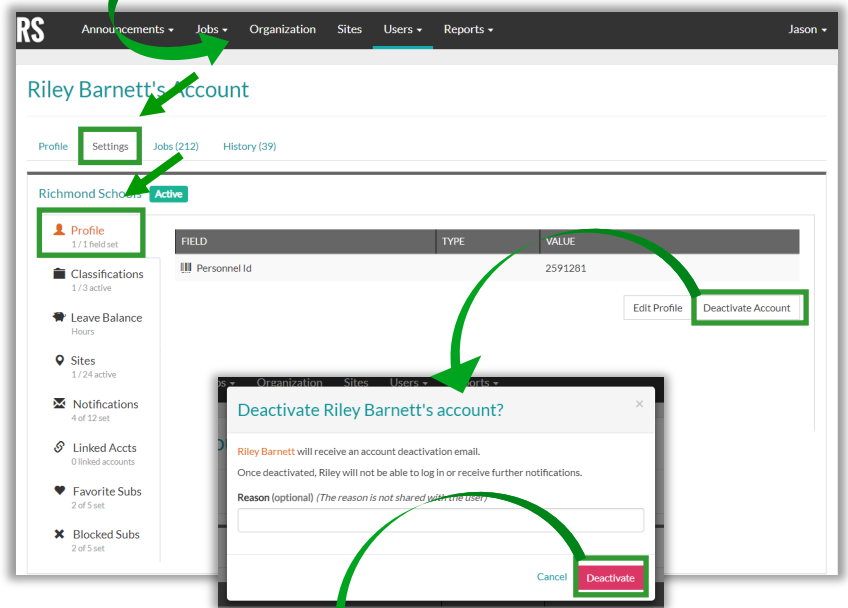 RS Announcements Jobs Organization Sites Users Reports Jason
Riley Barnett's Account
Profile Settings Jobs (212) History (39)
Richmond Schools Active
Profile
1 / 1 field set
Classifications
1 / 3 active
Leave Balance
Hours
Sites
1 / 24 active
Notifications
4 of 12 set
Linked Accts
0 linked accounts
Favorite Subs
2 of 5 set
Blocked Subs
2 of 5 set
FIELD TYPE VALUE
Personnel Id 2591281
Edit Profile Deactivate Account
Organization Sites Users
Deactivate Riley Barnett's account? ×
Riley Barnett will receive an account deactivation email.
Once deactivated, Riley will not be able to log in or receive further notifications.
Reason (optional) (The reason is not shared with the user)
Cancel Deactivate